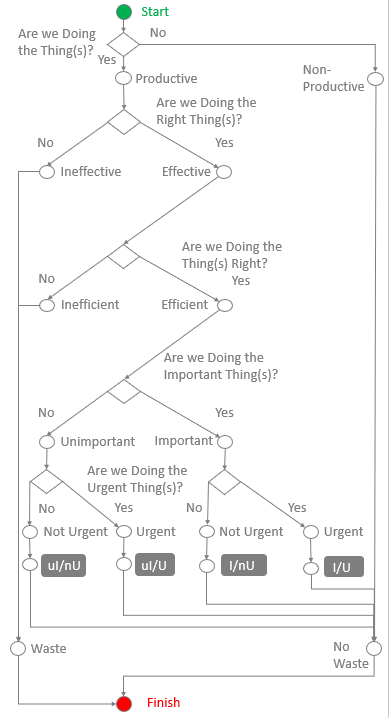 Start
Are we Doing
the Thing(s)?
No
Yes
Productive
Non-
Productive
Are we Doing the
Right Thing(s)?
No
Yes
Ineffective
Effective
Are we Doing the
Thing(s) Right?
No
Yes
Inefficient
Efficient
Are we Doing the
Important Thing(s)?
No
Yes
Unimportant
Important
Are we Doing the
Urgent Thing(s)?
No
Yes
No
Yes
Not Urgent
Urgent
Not Urgent
Urgent
uI/nU
uI/U
I/nU
I/U
Waste
No
Waste
Finish